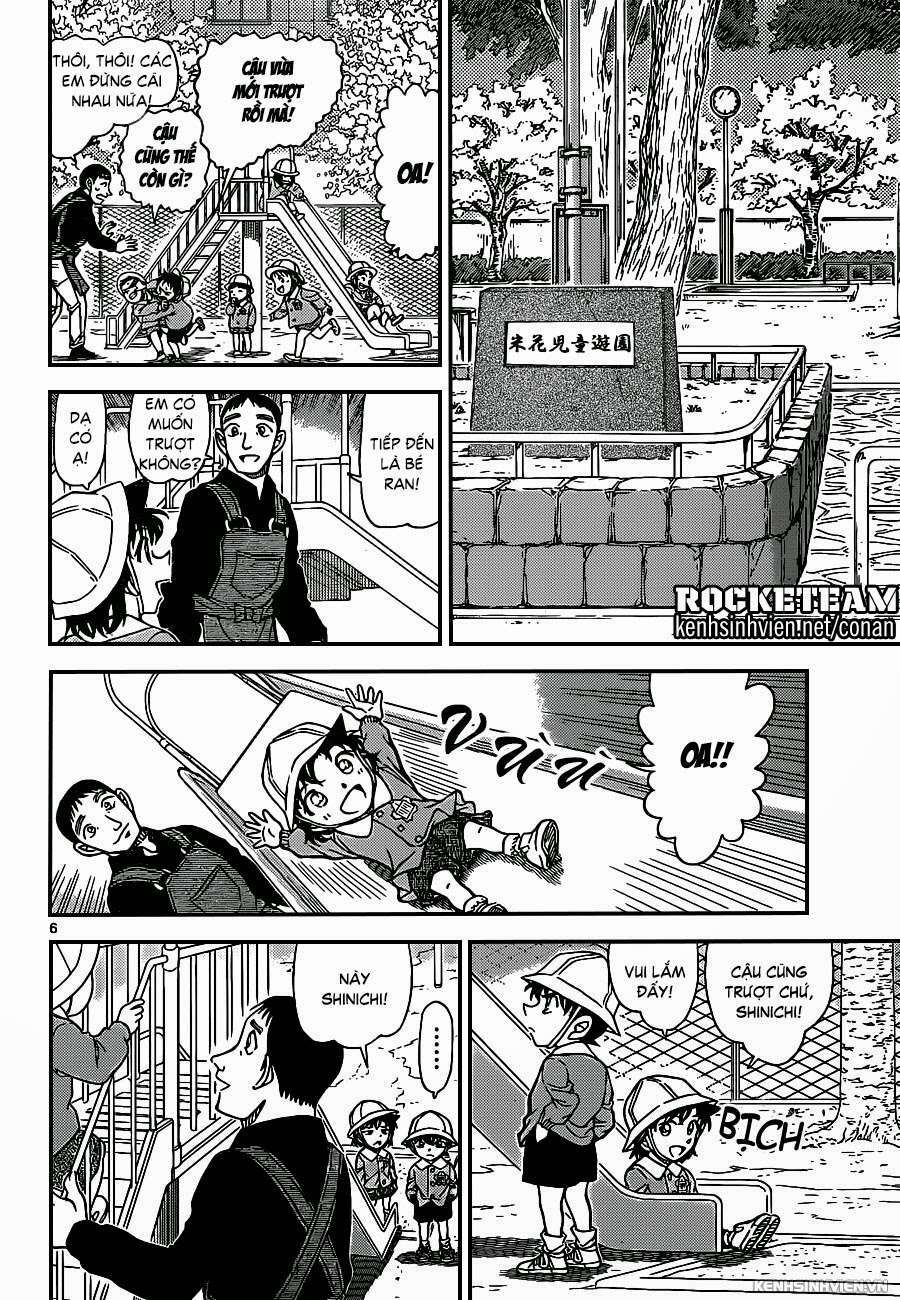 米花児童遊園
ROCKETEAM
kenhsinhvien.net/conan
OA!
CẬU VỪA
MỚI TRƯỢT
RỒI MÀ!
CẬU
CŨNG THẾ
CÒN GÌ?
THÔI, THÔI! CÁC
EM ĐỪNG CÃI
NHAU NỮA!
TIẾP ĐẾN
LÀ BÉ
RAN!
EM CÓ
MUỐN
TRƯỢT
KHÔNG?
DẠ
CÓ
Ạ!
OA!!
VÙÙ
6
CẬU CŨNG
TRƯỢT CHỨ,
SHINICHI!
VUI LẮM
ĐẤY!
BỊCH
NÀY
SHINICHI!
......
KENHSINHVIEN.VN